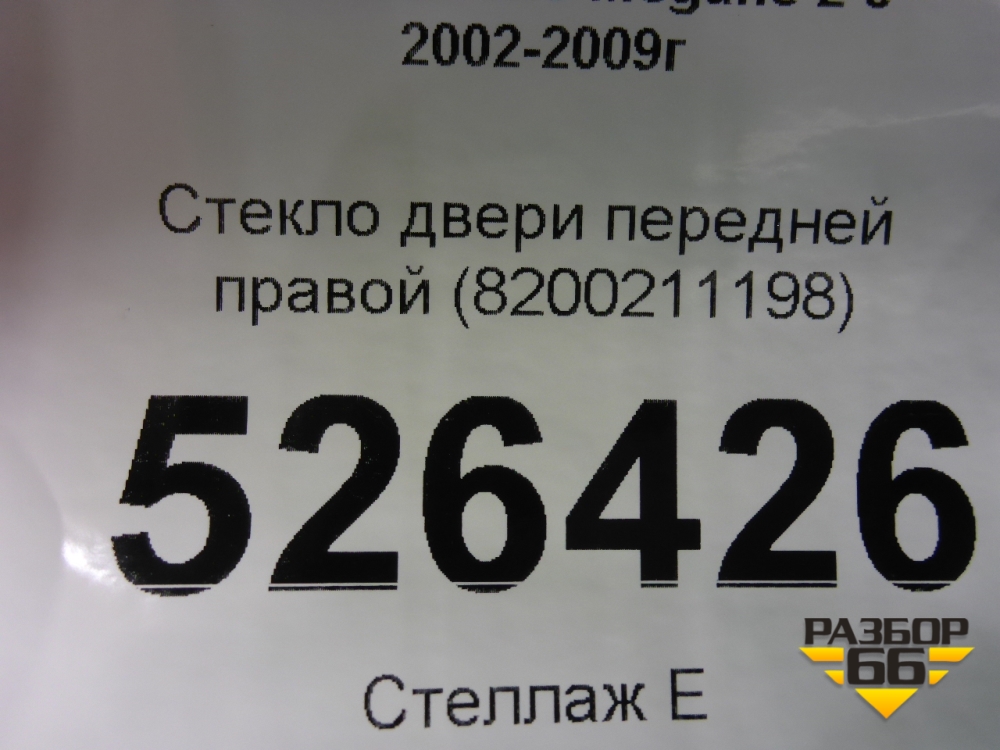 2002-2009г
Стекло двери передней
правой (8200211198)
526426
РАЗБОР
66
Стеллаж Е